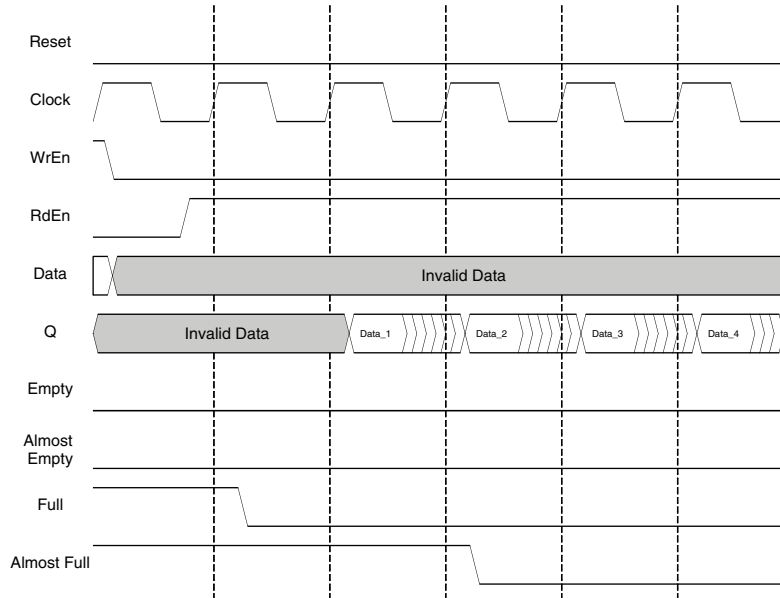 Reset
Clock
WrEn
RdEn
Data
Invalid Data
Q
Invalid Data
Data_1
Data_2
Data_3
Data_4
Empty
Almost
Empty
Full
Almost Full